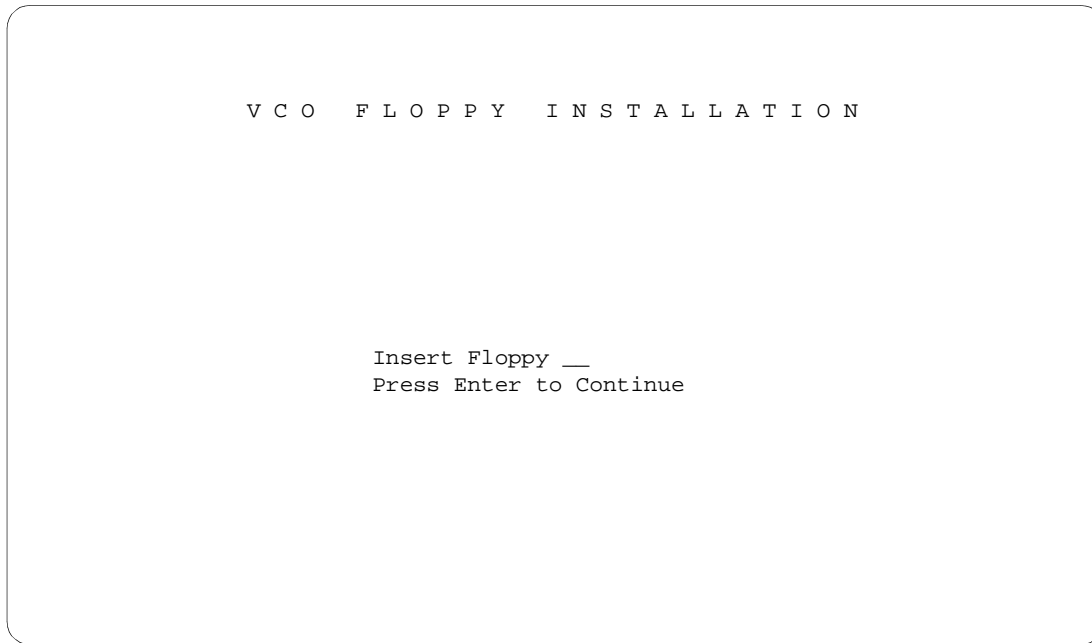 V C O   F L O P P Y   I N S T A L L A T I O N
Insert Floppy __
Press Enter to Continue